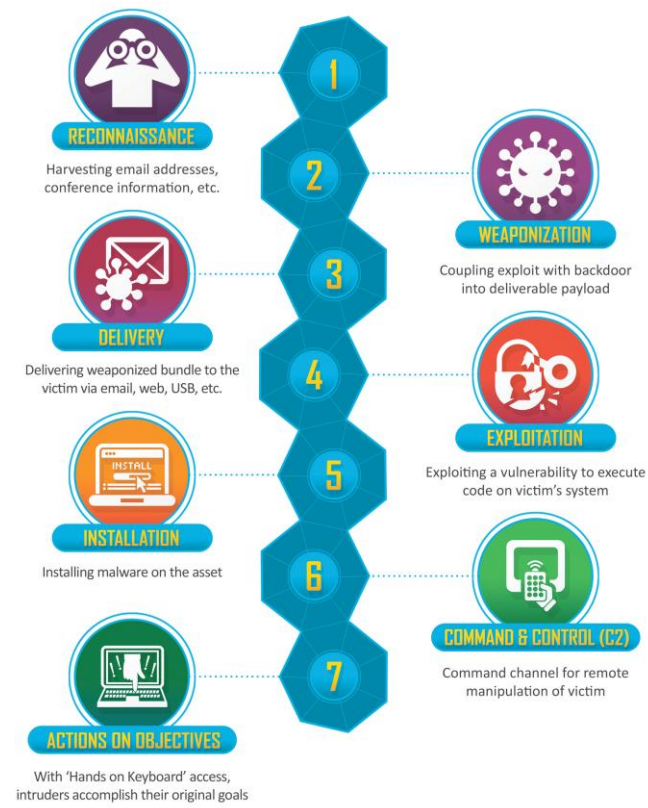 1
RECONNAISSANCE
Harvesting email addresses,
conference information, etc.
2
WEAPONIZATION
Coupling exploit with backdoor
into deliverable payload
3
DELIVERY
Delivering weaponized bundle to the
victim via email, web, USB, etc.
4
EXPLOITATION
Exploiting a vulnerability to execute
code on victim's system
5
INSTALL
INSTALLATION
Installing malware on the asset
6
COMMAND & CONTROL (C2)
Command channel for remote
manipulation of victim
7
ACTIONS ON OBJECTIVES
With 'Hands on Keyboard' access,
intruders accomplish their original goals